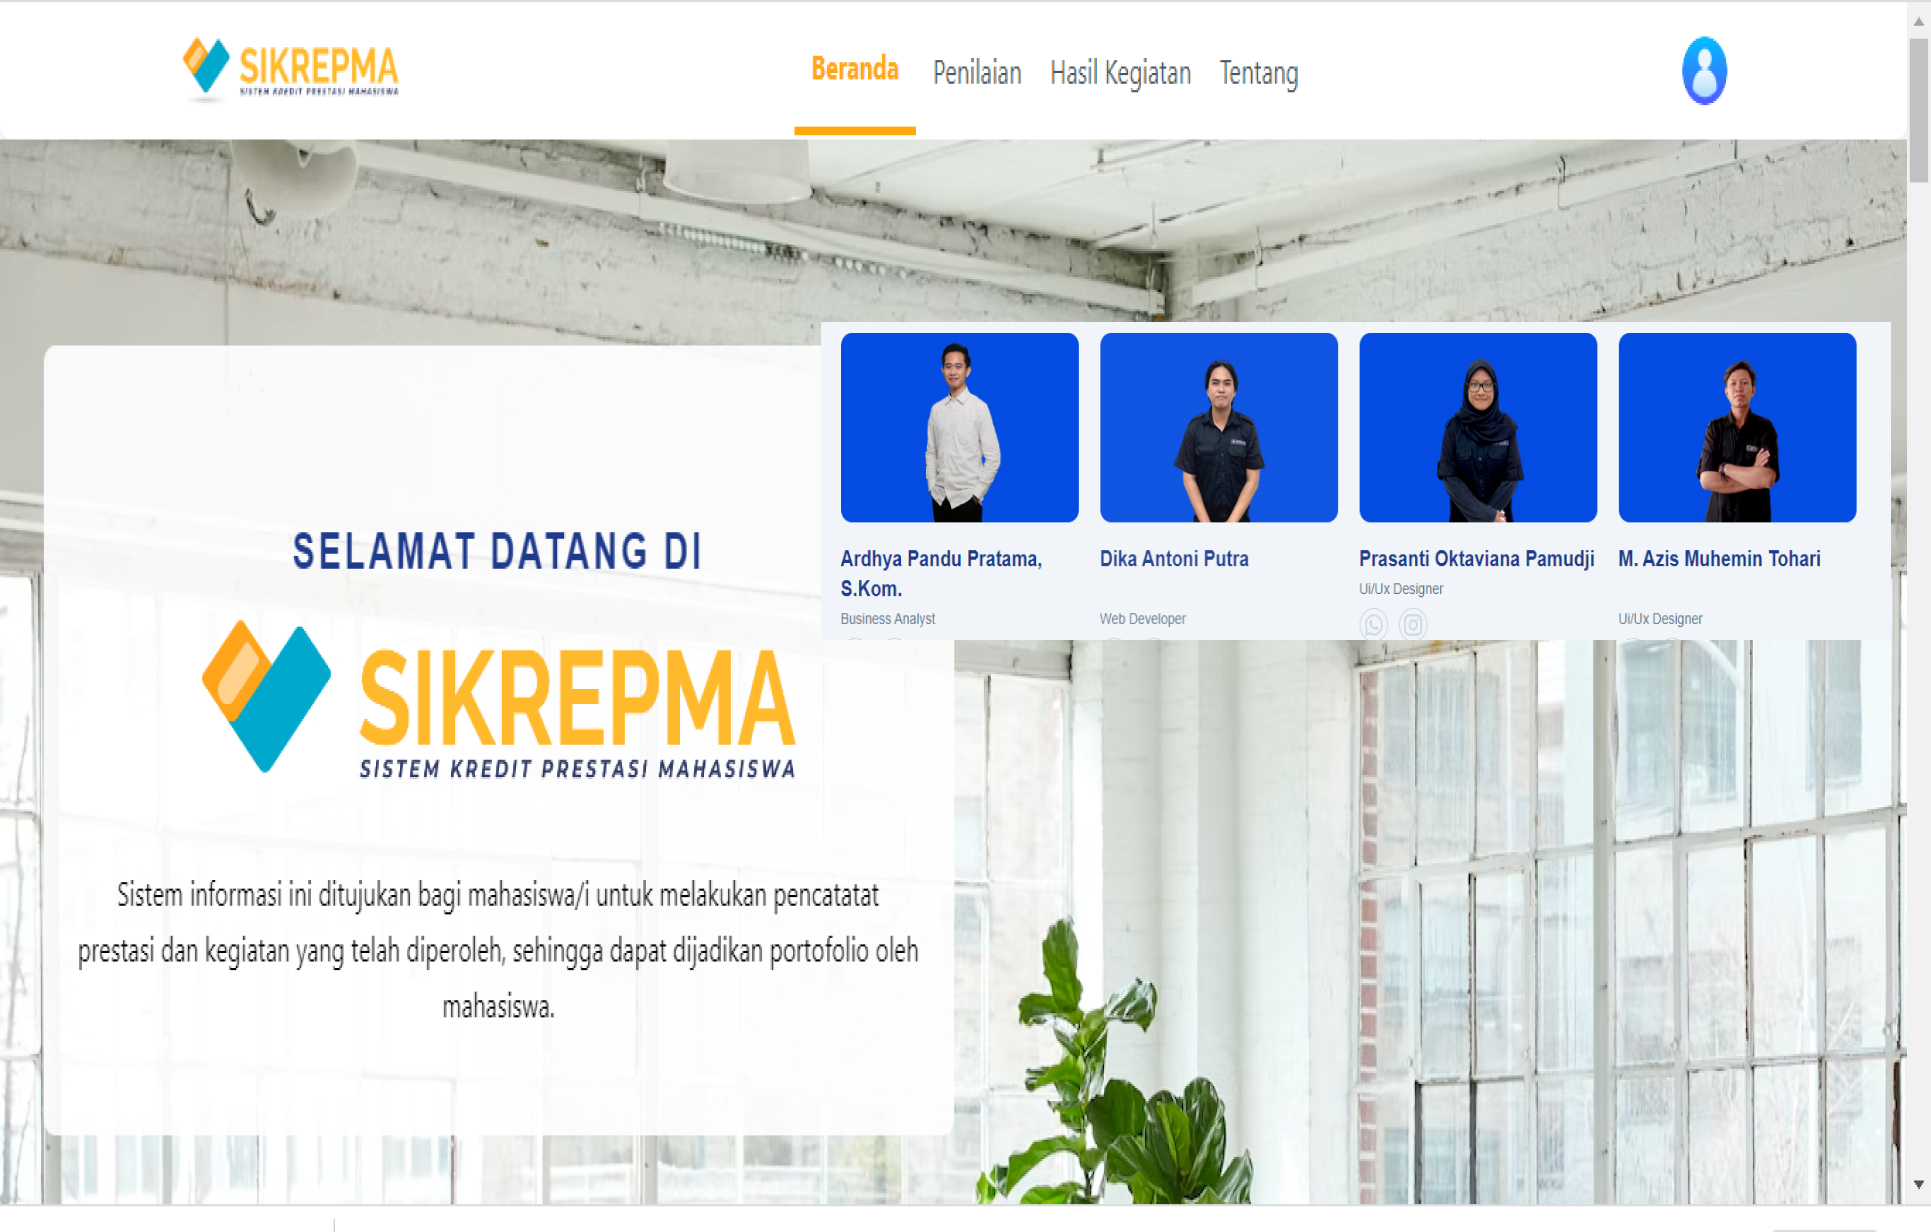 SIKREPMA
SISTEM KREDIT PRESTASI MAHASISWA
Beranda
Penilaian
Hasil Kegiatan
Tentang
SELAMAT DATANG DI
SIKREPMA
SISTEM KREDIT PRESTASI MAHASISWA
Sistem informasi ini ditujukan bagi mahasiswa/i untuk melakukan pencatatat
prestasi dan kegiatan yang telah diperoleh, sehingga dapat dijadikan portofolio oleh
mahasiswa.
Ardhya Pandu Pratama,
S.Kom.
Business Analyst
Dika Antoni Putra
Web Developer
Prasanti Oktaviana Pamudji
Ui/Ux Designer
M. Azis Muhemin Tohari
Ui/Ux Designer